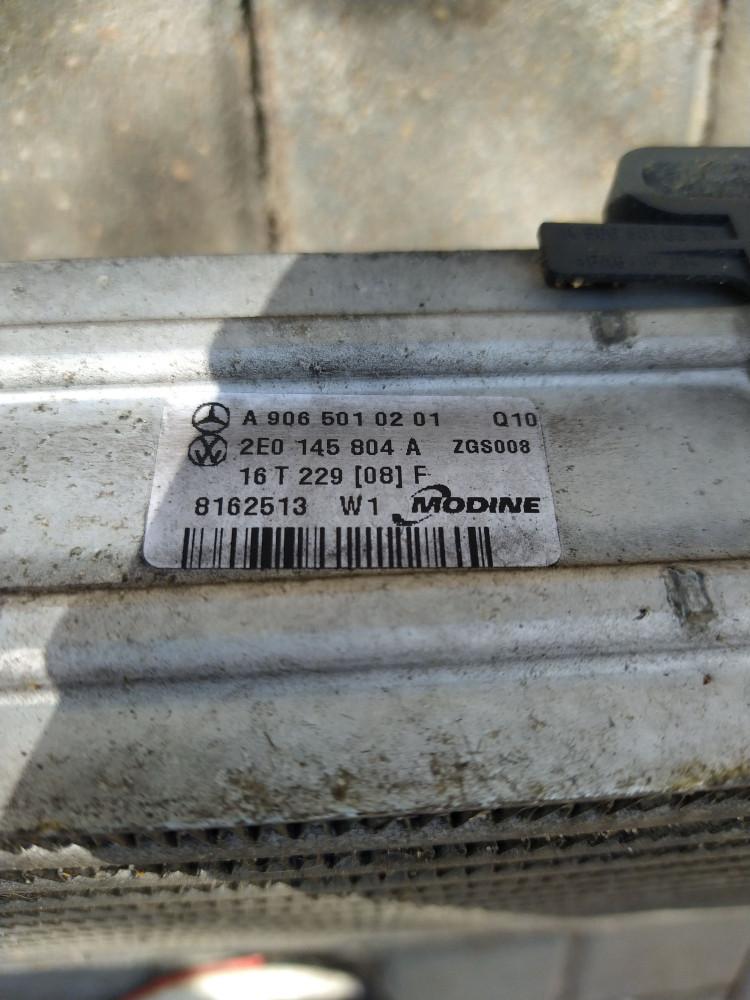 A 906 501 02 01 Q10
2E0 145 804 A ZGS008
16 T 229 [08] F
8162513 W1 MODINE